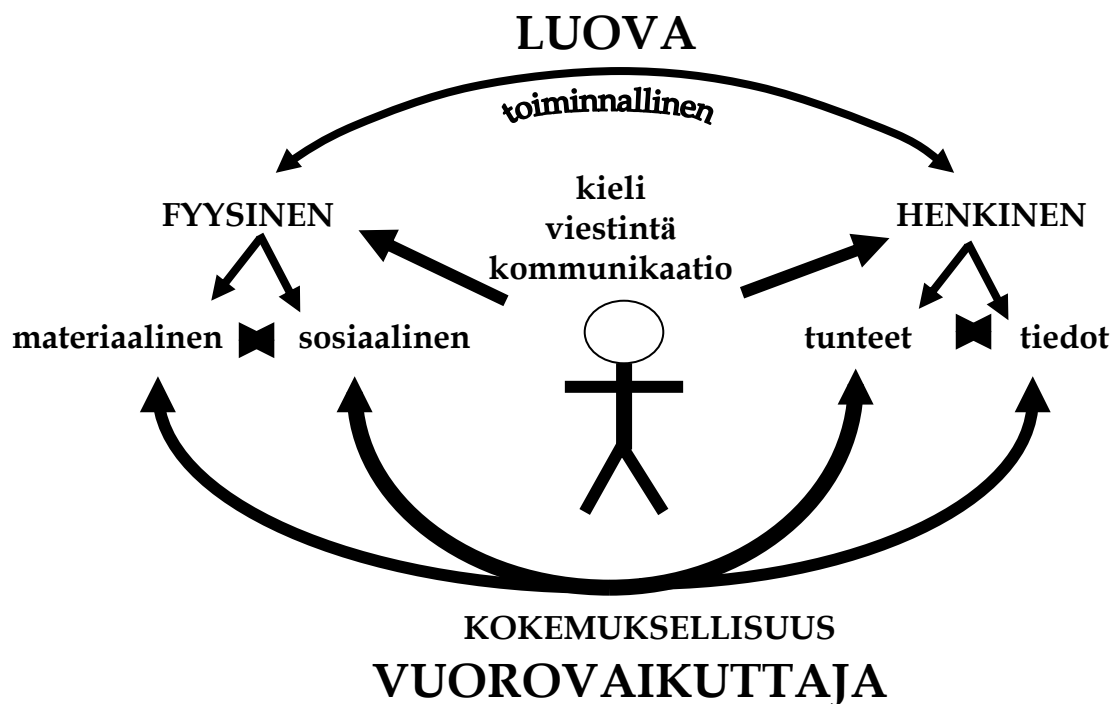 LUOVA
toiminnallinen
kieli
viestintä
kommunikaatio
FYYSINEN
HENKINEN
materiaalinen
sosiaalinen
tunteet
tiedot
KOKEMUKSELLISUUS
VUOROVAIKUTTAJA